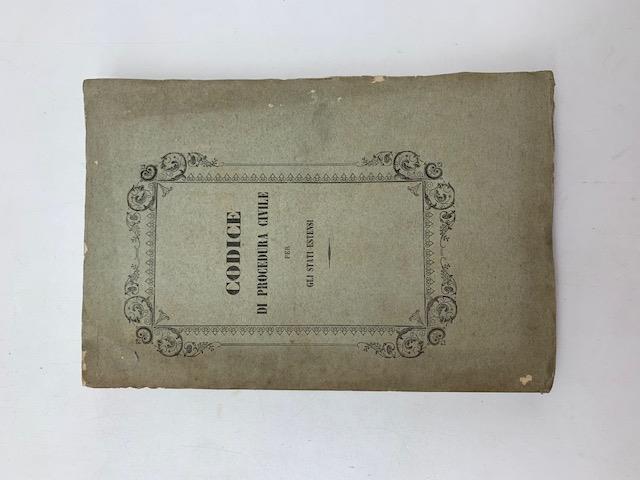 CODICE
DI PROCEDURA CIVILE
PER
GLI STATI ESTENSI